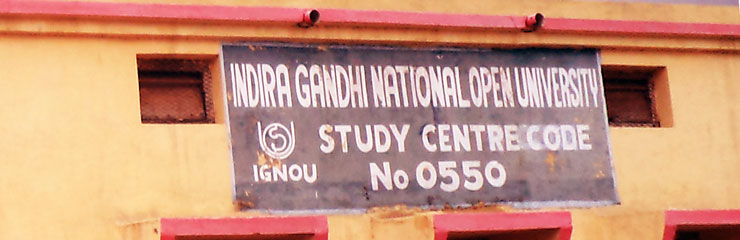 INDIRA GANDHI NATIONAL OPEN UNIVERSITY
STUDY CENTRE CODE
IGNOU No 0550